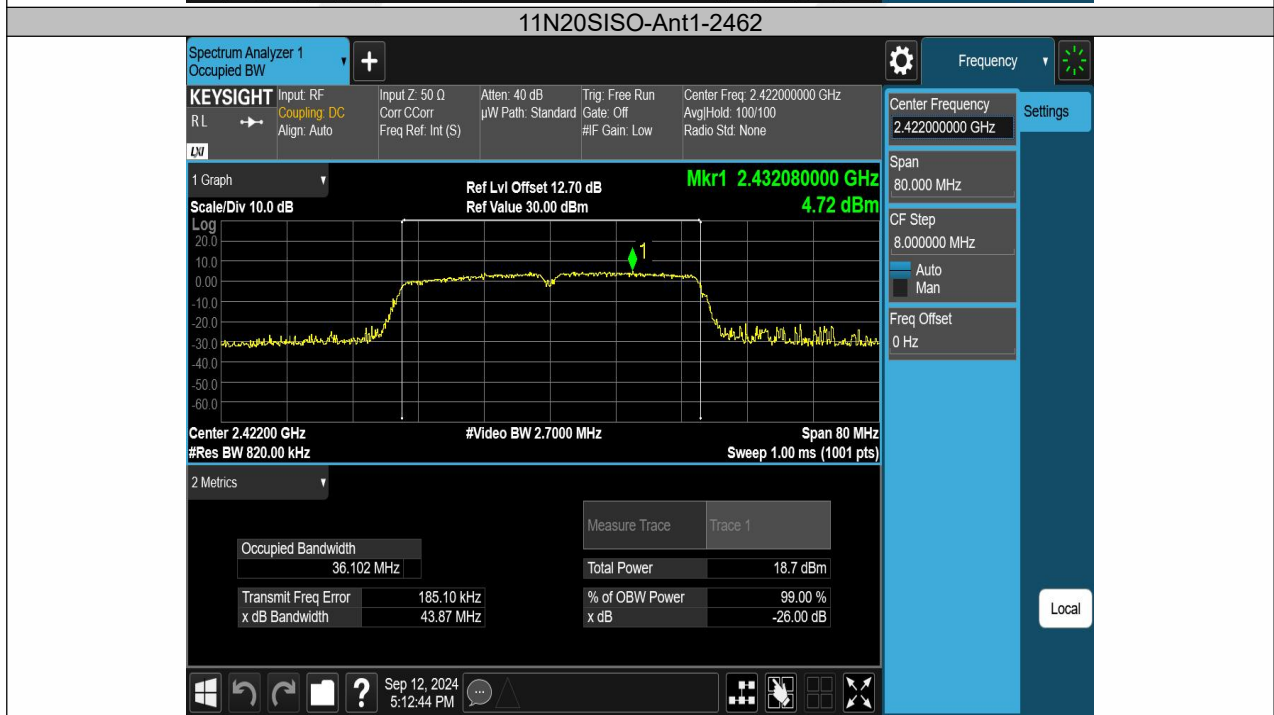 11N20SISO-Ant1-2462
Spectrum Analyzer 1
Occupied BW
+
Frequency
KEYSIGHT
RL
LXI
Input: RF
Coupling: DC
Align: Auto
Input Z: 50 Ω
Corr CCorr
Freq Ref: Int (S)
Atten: 40 dB
µW Path: Standard
Trig: Free Run
Gate: Off
#IF Gain: Low
Center Freq: 2.422000000 GHz
Avg|Hold: 100/100
Radio Std: None
Center Frequency
2.422000000 GHz
Settings
Span
80.000 MHz
CF Step
8.000000 MHz
Auto
Man
Freq Offset
0 Hz
1 Graph
Scale/Div 10.0 dB
Ref Lvl Offset 12.70 dB
Ref Value 30.00 dBm
Mkr1 2.432080000 GHz
4.72 dBm
Log
20.0
10.0
0.00
-10.0
-20.0
-30.0
-40.0
-50.0
-60.0
1
Center 2.42200 GHz
#Res BW 820.00 kHz
#Video BW 2.7000 MHz
Span 80 MHz
Sweep 1.00 ms (1001 pts)
2 Metrics
Measure Trace Trace 1
Occupied Bandwidth
36.102 MHz
Total Power 18.7 dBm
Transmit Freq Error 185.10 kHz
% of OBW Power 99.00 %
x dB Bandwidth 43.87 MHz
x dB -26.00 dB
Local
?
Sep 12, 2024
5:12:44 PM